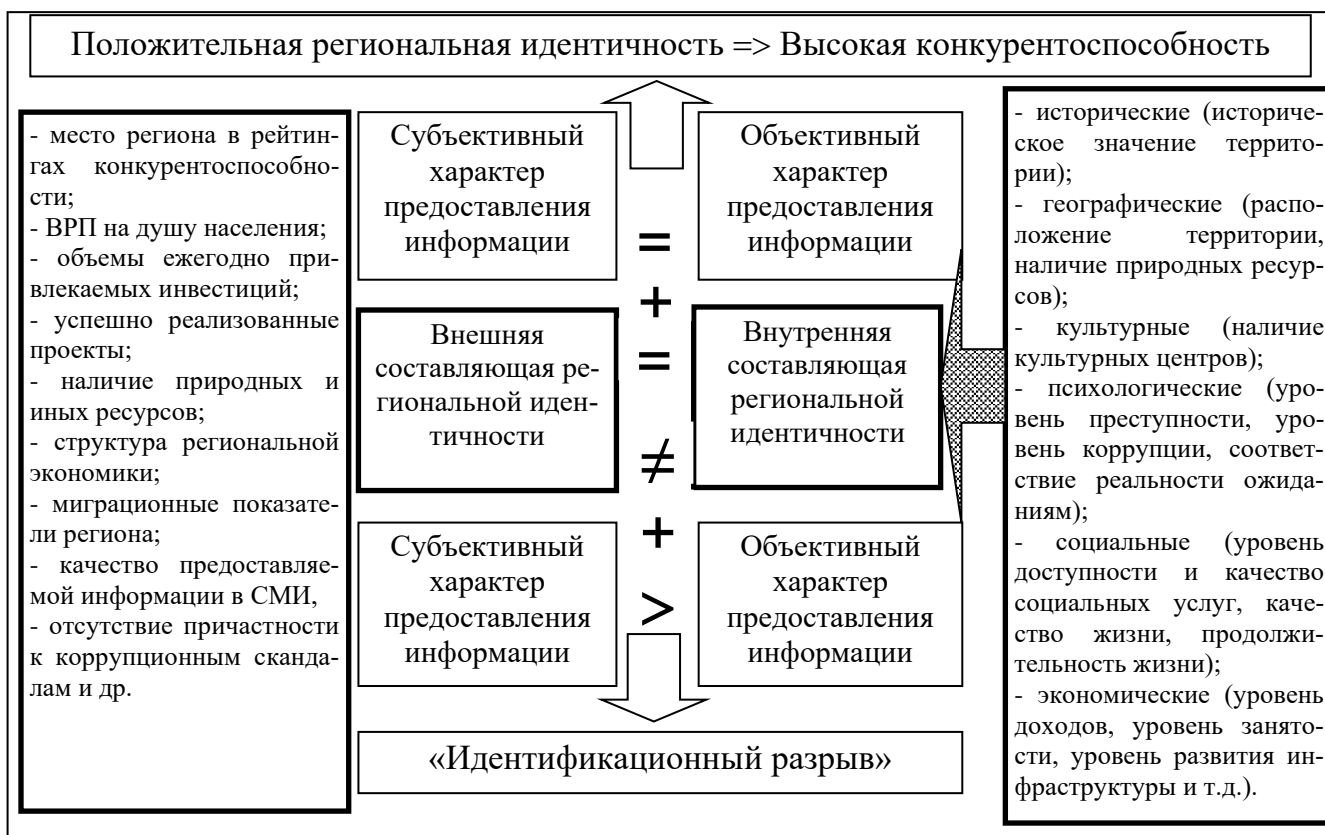 Положительная региональная идентичность => Высокая конкурентоспособность
- место региона в рейтин-
гах конкурентоспособно-
сти;
- ВРП на душу населения;
- объемы ежегодно при-
влекаемых инвестиций;
- успешно реализованные
проекты;
- наличие природных и
иных ресурсов;
- структура региональной
экономики;
- миграционные показате-
ли региона;
- качество предоставляе-
мой информации в СМИ,
- отсутствие причастности
к коррупционным сканда-
лам и др.
Субъективный
характер
предоставления
информации
=
Объективный
характер
предоставления
информации
+
Внешняя
составляющая ре-
гиональной иден-
тичности
=
≠
Внутренняя
составляющая
региональной
идентичности
+
Субъективный
характер
предоставления
информации
>
Объективный
характер
предоставления
информации
«Идентификационный разрыв»
- исторические (историче-
ское значение террито-
рии);
- географические (распо-
ложение территории,
наличие природных ресур-
сов);
- культурные (наличие
культурных центров);
- психологические (уро-
вень преступности, уро-
вень коррупции, соответ-
ствие реальности ожида-
ниям);
- социальные (уровень
доступности и качество
социальных услуг, каче-
ство жизни, продолжи-
тельность жизни);
- экономические (уровень
доходов, уровень занято-
сти, уровень развития ин-
фраструктуры и т.д.).